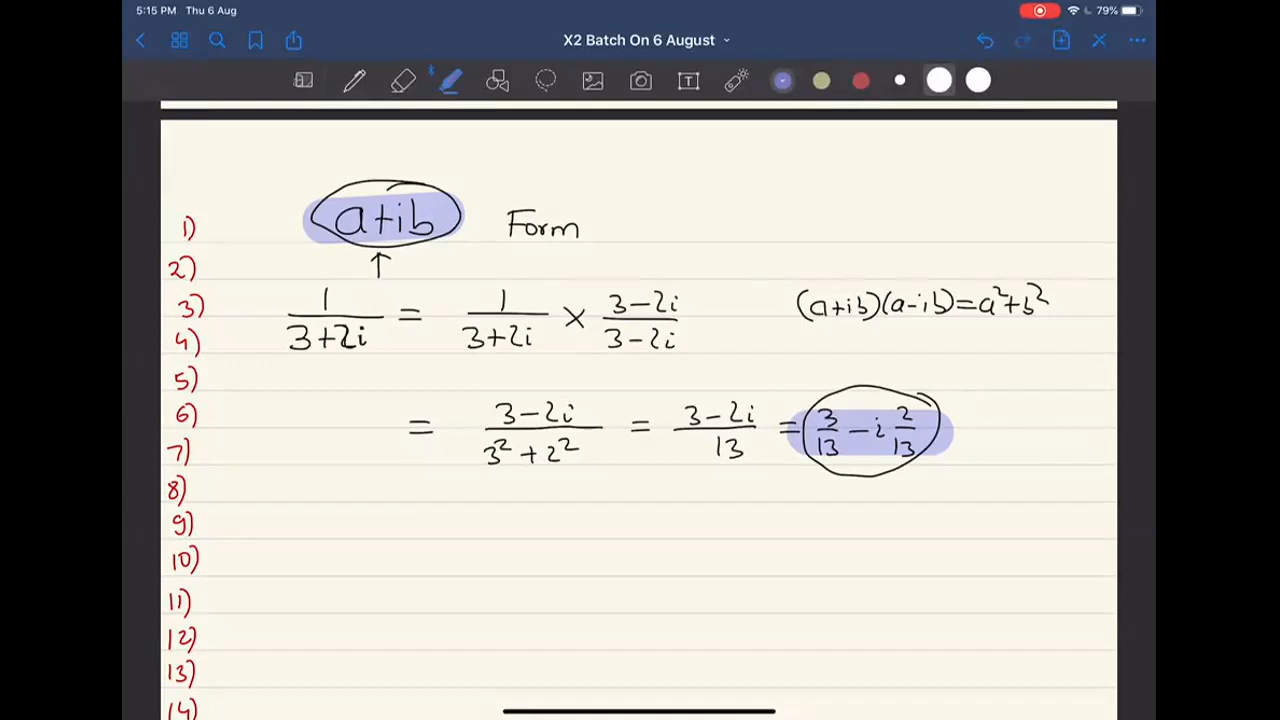 5:15 PM Thu 6 Aug 79%
X2 Batch On 6 August
T
1) a+ib Form
2) ↑
3) 1/(3+2i) = 1/(3+2i) × (3-2i)/(3-2i) (a+ib)(a-ib)=a²+b²
4)
5)
6) = (3-2i)/(3²+2²) = (3-2i)/13 = 3/13 - i 2/13
7)
8)
9)
10)
11)
12)
13)
14)